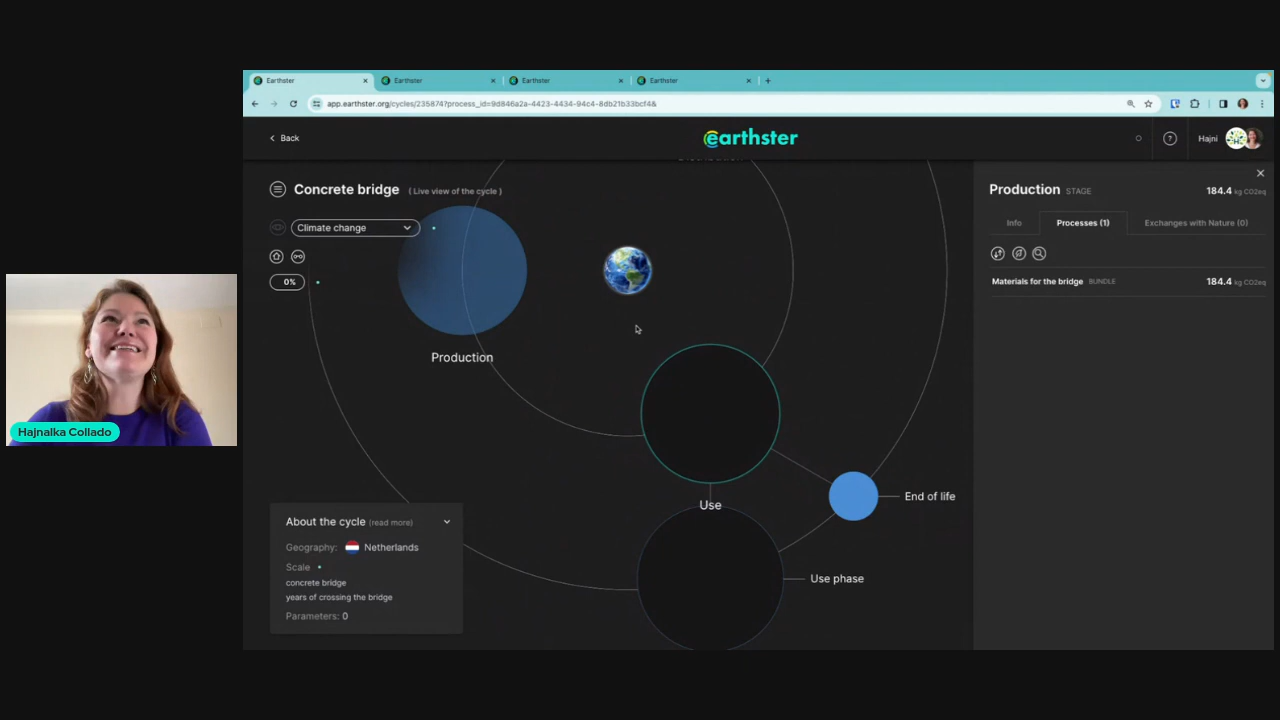 Earthster
Earthster
Earthster
Earthster
app.earthster.org/cycles/235874?process_id=9d846a2a-4423-4434-94c4-8db21b33bcf4&
Back
earthster
Hajni
Concrete bridge ( Live view of the cycle )
Climate change
0%
Production
Use
End of life
Use phase
About the cycle (read more)
Geography: Netherlands
Scale
concrete bridge
years of crossing the bridge
Parameters: 0
Production STAGE 184.4 kg CO2eq
Info Processes (1) Exchanges with Nature (0)
Materials for the bridge BUNDLE 184.4 kg CO2eq
Hajnalka Collado